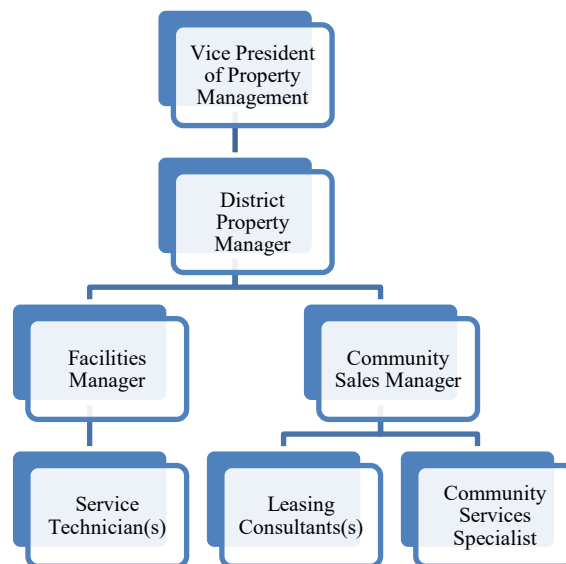 Vice President
of Property
Management
District
Property
Manager
Facilities
Manager
Community
Sales Manager
Service
Technician(s)
Leasing
Consultants(s)
Community
Services
Specialist